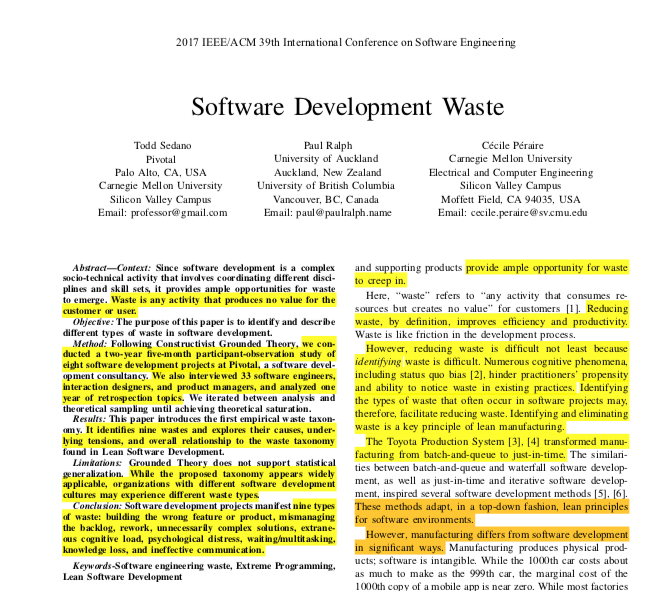 2017 IEEE/ACM 39th International Conference on Software Engineering
Software Development Waste
Todd Sedano
Pivotal
Palo Alto, CA, USA
Carnegie Mellon University
Silicon Valley Campus
Email: professor@gmail.com
Paul Ralph
University of Auckland
Auckland, New Zealand
University of British Columbia
Vancouver, BC, Canada
Email: paul@paulralph.name
Cécile Péraire
Carnegie Mellon University
Electrical and Computer Engineering
Silicon Valley Campus
Moffett Field, CA 94035, USA
Email: cecile.peraire@sv.cmu.edu
Abstract—Context: Since software development is a complex
socio-technical activity that involves coordinating different disci-
plines and skill sets, it provides ample opportunities for waste
to emerge. Waste is any activity that produces no value for the
customer or user.
Objective: The purpose of this paper is to identify and describe
different types of waste in software development.
Method: Following Constructivist Grounded Theory, we con-
ducted a two-year five-month participant-observation study of
eight software development projects at Pivotal, a software devel-
opment consultancy. We also interviewed 33 software engineers,
interaction designers, and product managers, and analyzed one
year of retrospection topics. We iterated between analysis and
theoretical sampling until achieving theoretical saturation.
Results: This paper introduces the first empirical waste taxon-
omy. It identifies nine wastes and explores their causes, under-
lying tensions, and overall relationship to the waste taxonomy
found in Lean Software Development.
Limitations: Grounded Theory does not support statistical
generalization. While the proposed taxonomy appears widely
applicable, organizations with different software development
cultures may experience different waste types.
Conclusion: Software development projects manifest nine types
of waste: building the wrong feature or product, mismanaging
the backlog, rework, unnecessarily complex solutions, extrane-
ous cognitive load, psychological distress, waiting/multitasking,
knowledge loss, and ineffective communication.
Keywords-Software engineering waste, Extreme Programming,
Lean Software Development
and supporting products provide ample opportunity for waste
to creep in.
Here, “waste” refers to “any activity that consumes re-
sources but creates no value” for customers [1]. Reducing
waste, by definition, improves efficiency and productivity.
Waste is like friction in the development process.
However, reducing waste is difficult not least because
identifying waste is difficult. Numerous cognitive phenomena,
including status quo bias [2], hinder practitioners’ propensity
and ability to notice waste in existing practices. Identifying
the types of waste that often occur in software projects may,
therefore, facilitate reducing waste. Identifying and eliminating
waste is a key principle of lean manufacturing.
The Toyota Production System [3], [4] transformed manu-
facturing from batch-and-queue to just-in-time. The similari-
ties between batch-and-queue and waterfall software develop-
ment, as well as just-in-time and iterative software develop-
ment, inspired several software development methods [5], [6].
These methods adapt, in a top-down fashion, lean principles
for software environments.
However, manufacturing differs from software development
in significant ways. Manufacturing produces physical prod-
ucts; software is intangible. While the 1000th car costs about
as much to make as the 999th car, the marginal cost of the
1000th copy of a mobile app is near zero. While most factories